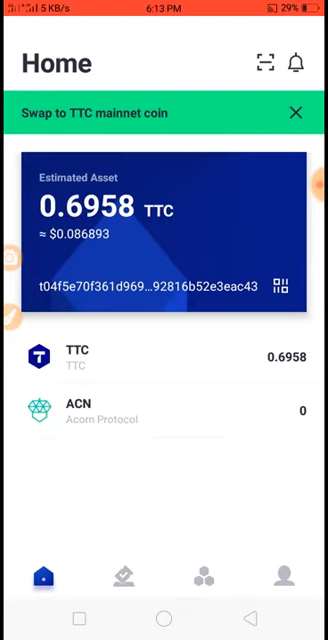 5 KB/s 6:13 PM 29%
Home
Swap to TTC mainnet coin
Estimated Asset
0.6958 TTC
≈ $0.086893
t04f5e70f361d969...92816b52e3eac43
TTC 0.6958
TTC
ACN 0
Acorn Protocol